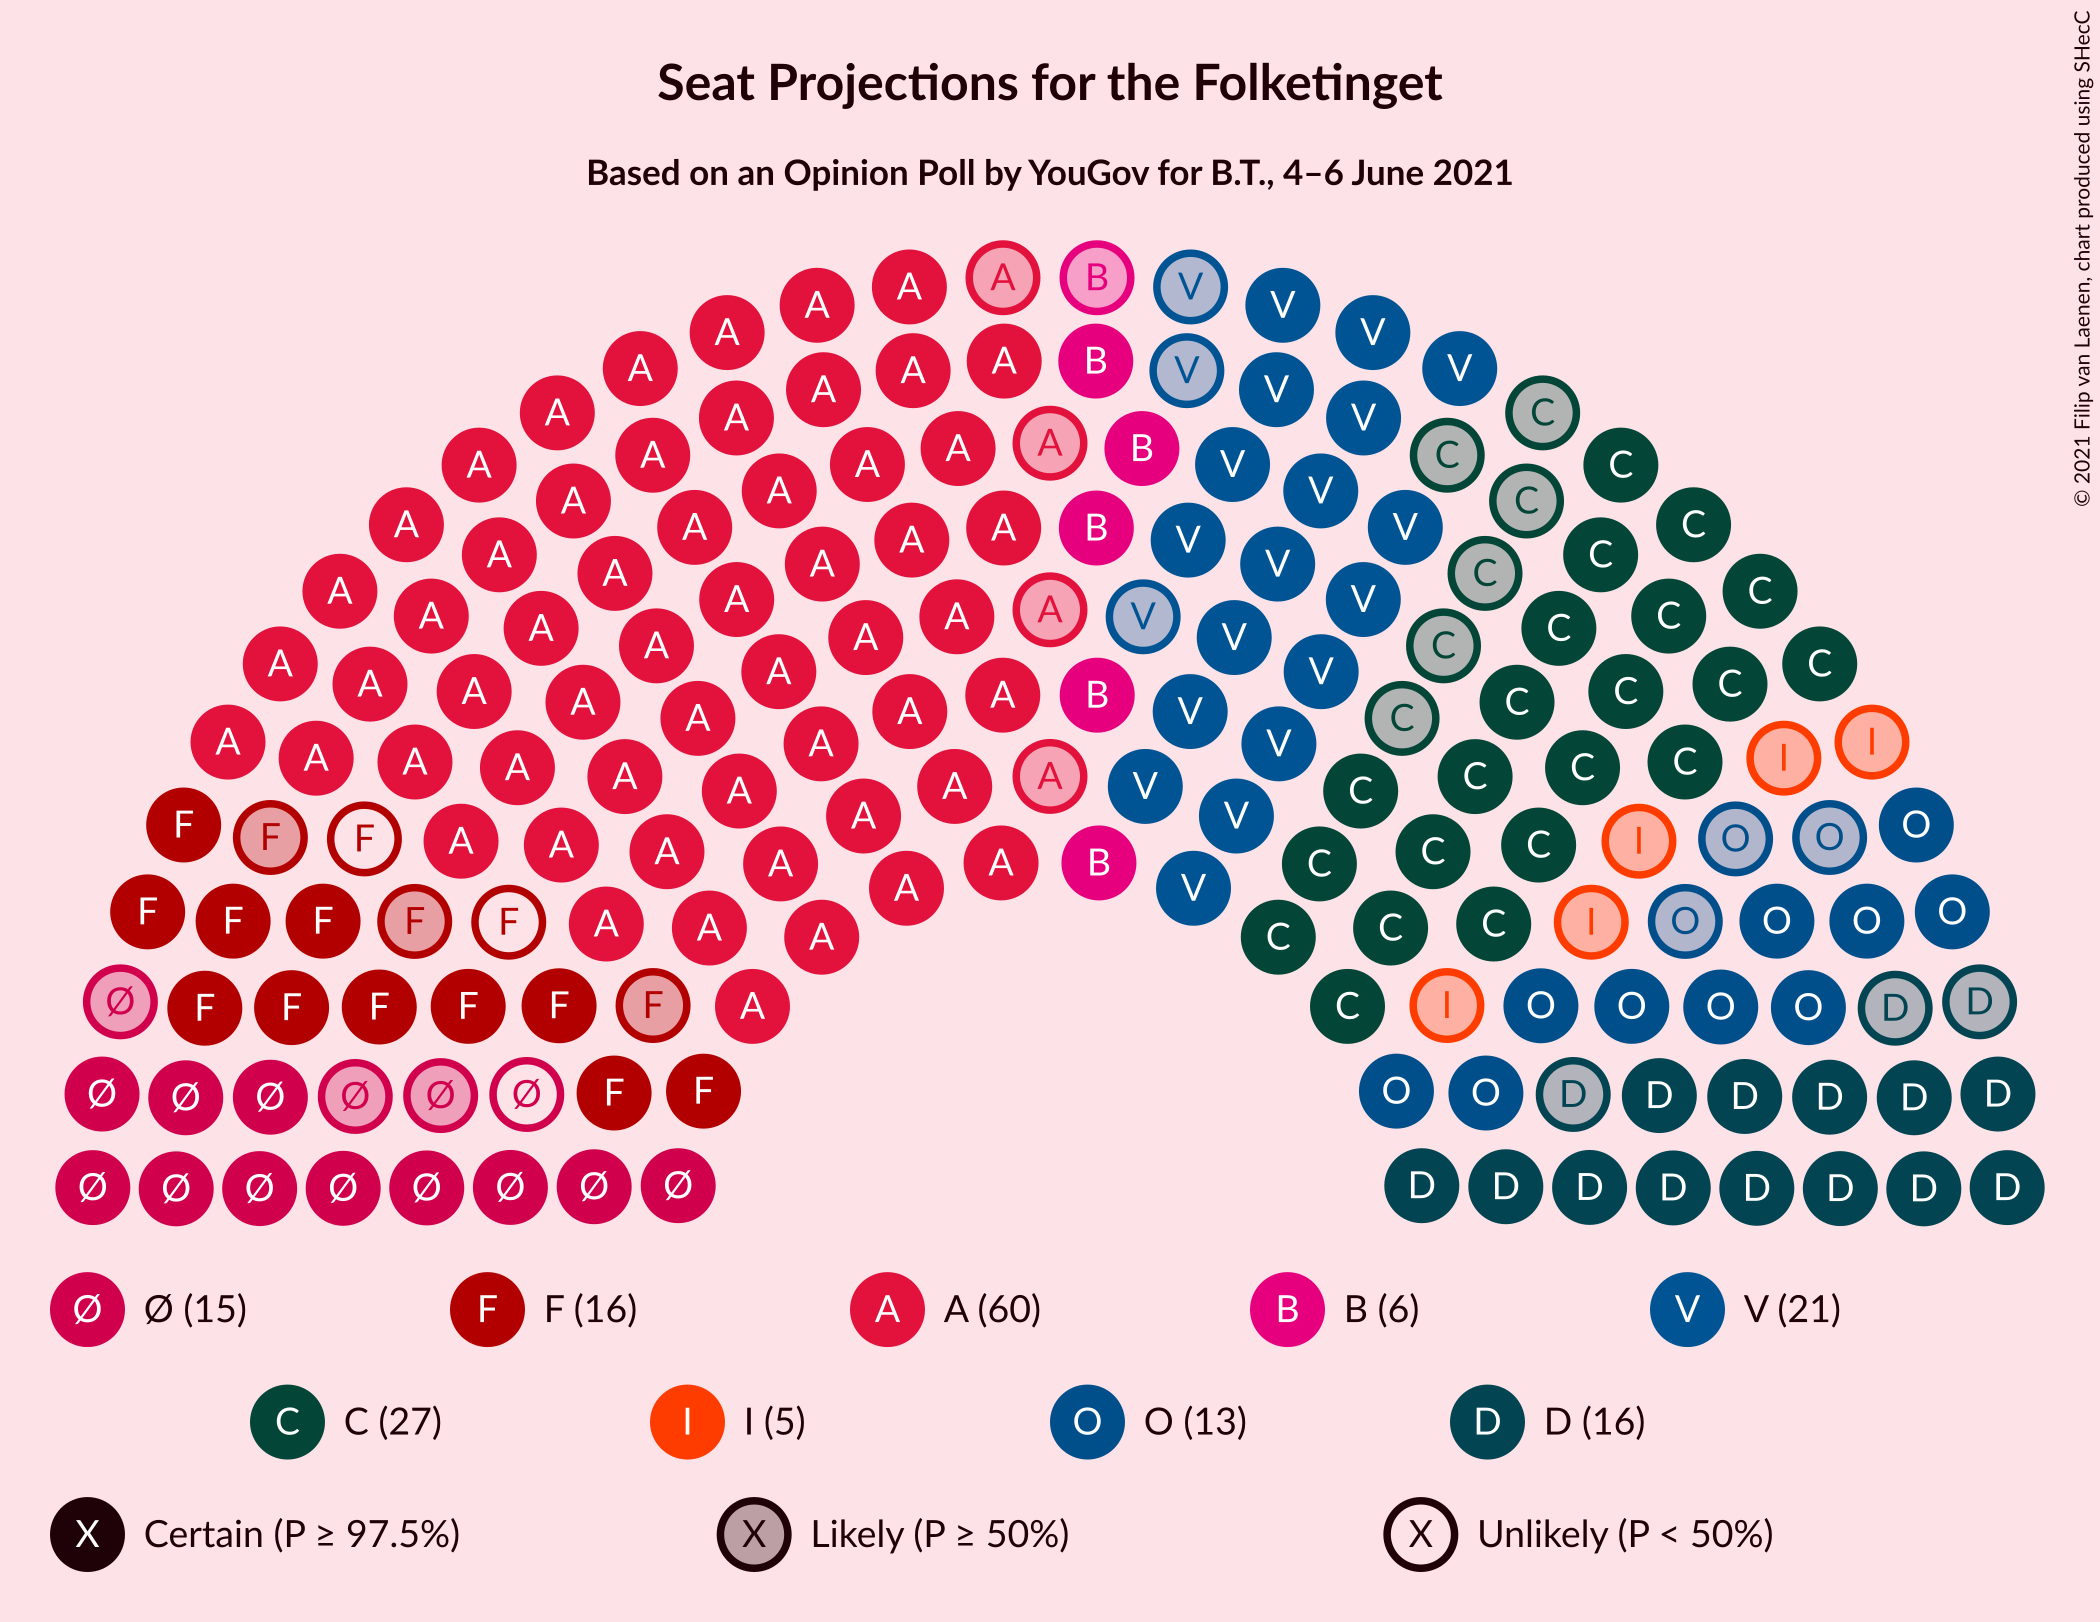 Seat Projections for the Folketinget
Based on an Opinion Poll by YouGov for B.T., 4–6 June 2021
© 2021 Filip van Laenen, chart produced using SHecC
A A A B V V V
A A A A A B V V V V C
A A A A A A B V V V C C C
A A A A A A B V V V C C C
A A A A A A A V V V C C C C
A A A A A A A B V V C C C C C
A A A A A A A A V V C C C C I I
F F F A A A A A A B V C C C I O O O
F F F F F A A A C C C I O O O O
Ø F F F F F F A C I O O O O D D
Ø Ø Ø Ø Ø Ø F F O O D D D D D D
Ø Ø Ø Ø Ø Ø Ø Ø D D D D D D D D
Ø Ø (15) F F (16) A A (60) B B (6) V V (21)
C C (27) I I (5) O O (13) D D (16)
X Certain (P ≥ 97.5%) X Likely (P ≥ 50%) X Unlikely (P < 50%)